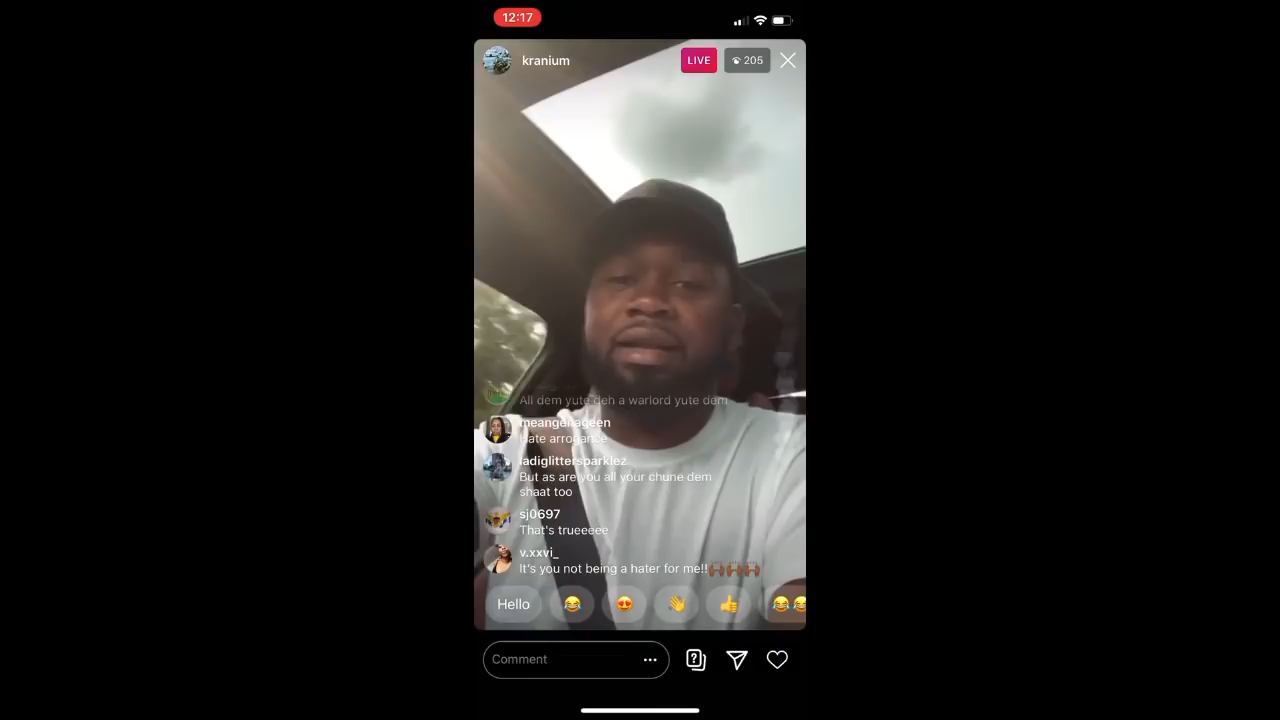 12:17
kranium
LIVE
205
All dem yute deh a warlord yute dem
meangenageen
Hate arrogance
ladiglittersparklez
But as are you all your chune dem
shaat too
sj0697
That's trueeeee
v.xxvi_
It's you not being a hater for me!!🙌🏾🙌🏾🙌🏾
Hello
Comment